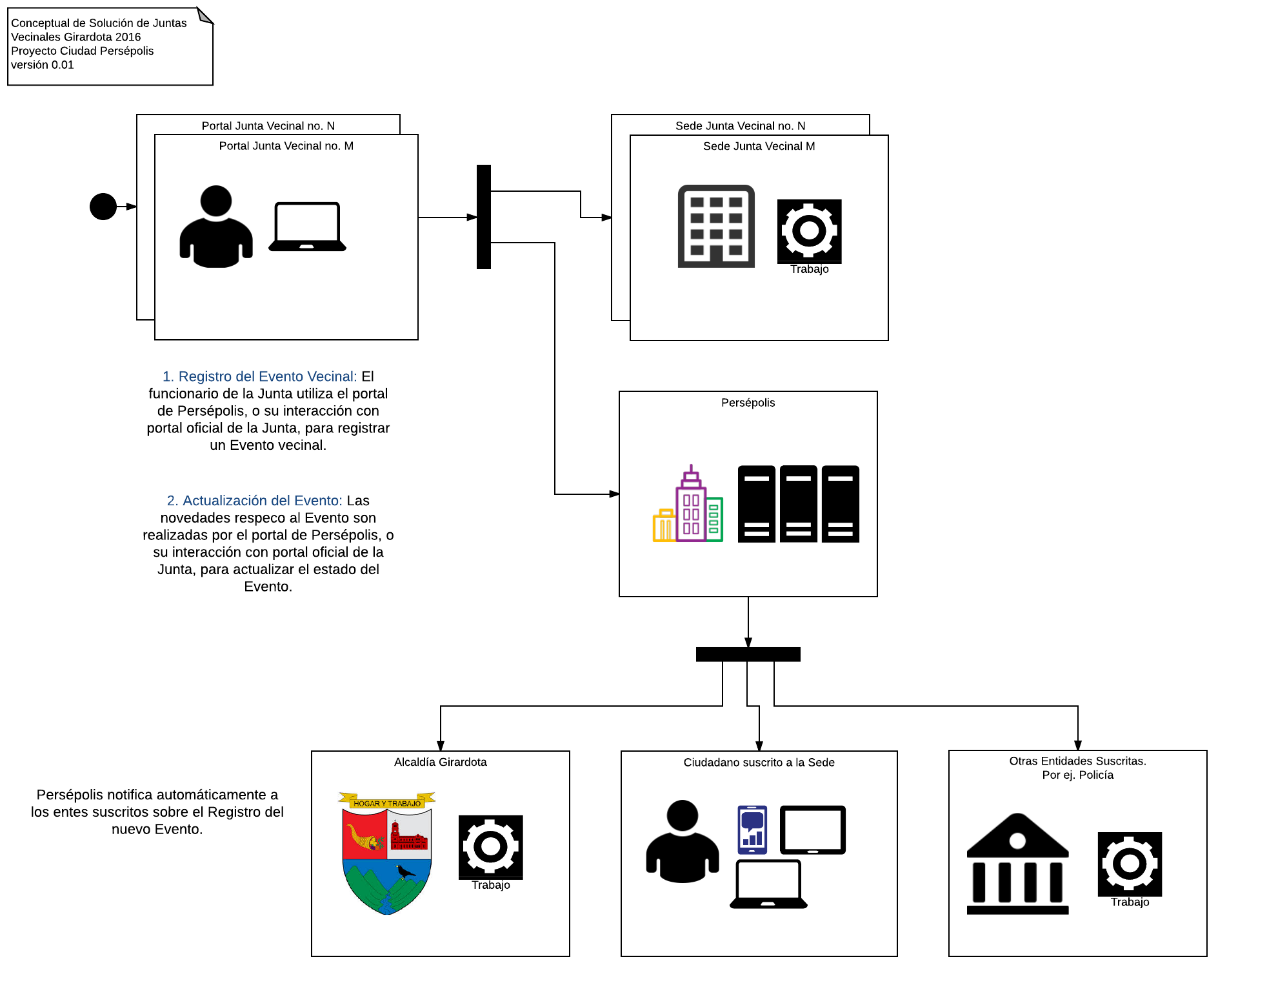 Conceptual de Solución de Juntas
Vecinales Girardota 2016
Proyecto Ciudad Persépolis
versión 0.01
Portal Junta Vecinal no. N
Portal Junta Vecinal no. M
Sede Junta Vecinal no. N
Sede Junta Vecinal M
Trabajo
1. Registro del Evento Vecinal: El
funcionario de la Junta utiliza el portal
de Persépolis, o su interacción con
portal oficial de la Junta, para registrar
un Evento vecinal.
Persépolis
2. Actualización del Evento: Las
novedades respeco al Evento son
realizadas por el portal de Persépolis, o
su interacción con portal oficial de la
Junta, para actualizar el estado del
Evento.
Persépolis notifica automáticamente a
los entes suscritos sobre el Registro del
nuevo Evento.
Alcaldía Girardota
HOGAR Y TRABAJO
Trabajo
Ciudadano suscrito a la Sede
Otras Entidades Suscritas.
Por ej. Policía
Trabajo